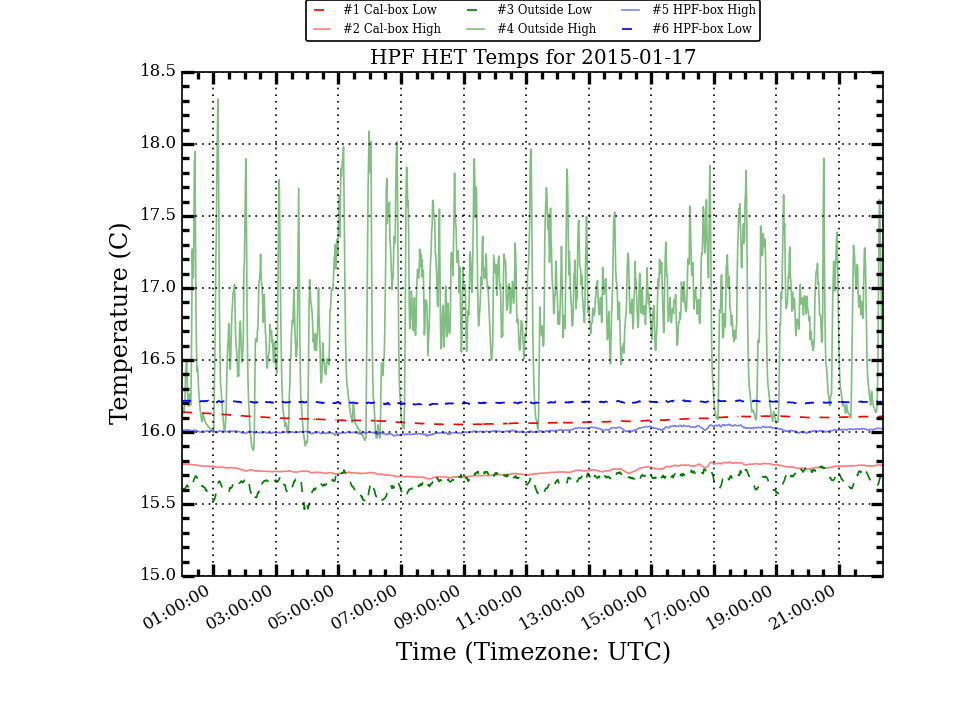 #1 Cal-box Low #3 Outside Low #5 HPF-box High
#2 Cal-box High #4 Outside High #6 HPF-box Low
HPF HET Temps for 2015-01-17
18.5
18.0
17.5
17.0
16.5
16.0
15.5
15.0
Temperature (C)
01:00:00 03:00:00 05:00:00 07:00:00 09:00:00 11:00:00 13:00:00 15:00:00 17:00:00 19:00:00 21:00:00
Time (Timezone: UTC)